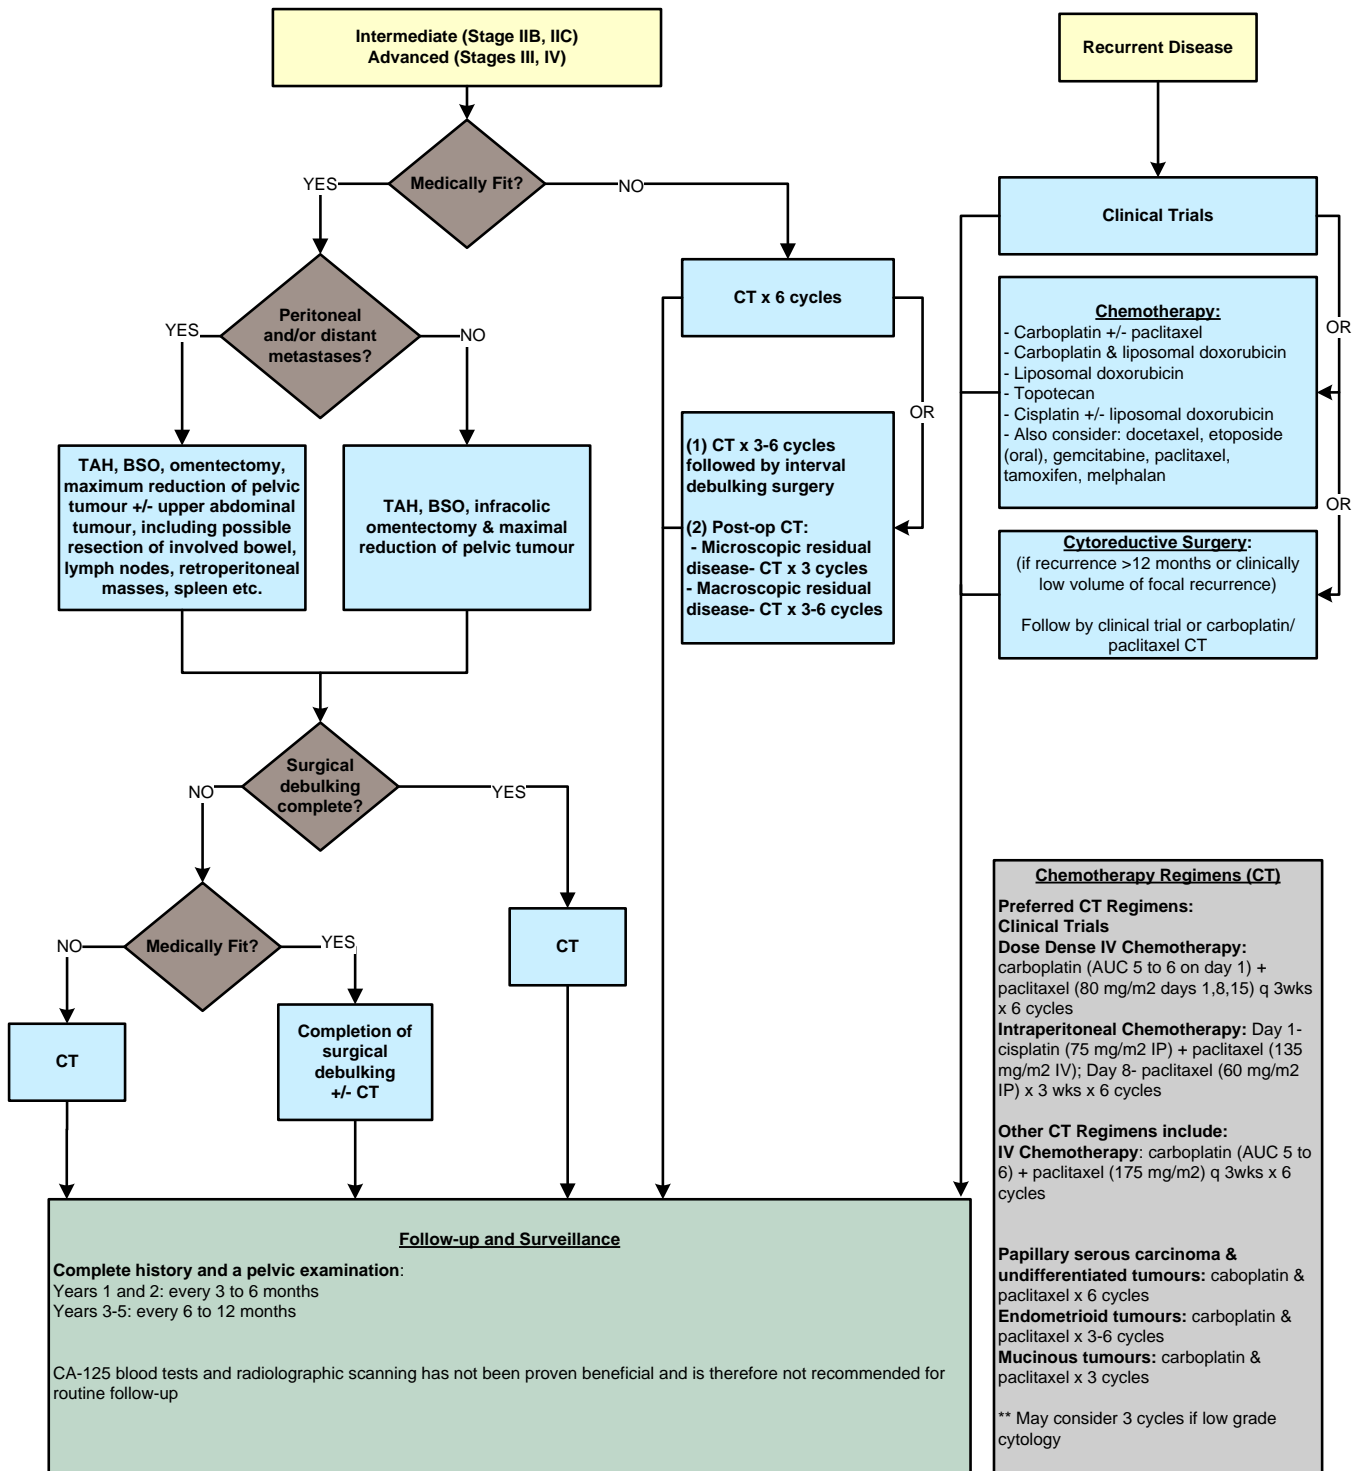 Intermediate (Stage IIB, IIC)
Advanced (Stages III, IV)
Recurrent Disease
Medically Fit?
YES
NO
Clinical Trials
CT x 6 cycles
Peritoneal
and/or distant
metastases?
YES
NO
OR
Chemotherapy:
- Carboplatin +/- paclitaxel
- Carboplatin & liposomal doxorubicin
- Liposomal doxorubicin
- Topotecan
- Cisplatin +/- liposomal doxorubicin
- Also consider: docetaxel, etoposide
(oral), gemcitabine, paclitaxel,
tamoxifen, melphalan
OR
OR
TAH, BSO, omentectomy,
maximum reduction of pelvic
tumour +/- upper abdominal
tumour, including possible
resection of involved bowel,
lymph nodes, retroperitoneal
masses, spleen etc.
TAH, BSO, infracolic
omentectomy & maximal
reduction of pelvic tumour
(1) CT x 3-6 cycles
followed by interval
debulking surgery
(2) Post-op CT:
- Microscopic residual
disease- CT x 3 cycles
- Macroscopic residual
disease- CT x 3-6 cycles
Cytoreductive Surgery:
(if recurrence >12 months or clinically
low volume of focal recurrence)
Follow by clinical trial or carboplatin/
paclitaxel CT
Surgical
debulking
complete?
NO
YES
Medically Fit?
NO
YES
CT
CT
Completion of
surgical
debulking
+/- CT
Chemotherapy Regimens (CT)
Preferred CT Regimens:
Clinical Trials
Dose Dense IV Chemotherapy:
carboplatin (AUC 5 to 6 on day 1) +
paclitaxel (80 mg/m2 days 1,8,15) q 3wks
x 6 cycles
Intraperitoneal Chemotherapy: Day 1-
cisplatin (75 mg/m2 IP) + paclitaxel (135
mg/m2 IV); Day 8- paclitaxel (60 mg/m2
IP) x 3 wks x 6 cycles
Other CT Regimens include:
IV Chemotherapy: carboplatin (AUC 5 to
6) + paclitaxel (175 mg/m2) q 3wks x 6
cycles
Papillary serous carcinoma &
undifferentiated tumours: caboplatin &
paclitaxel x 6 cycles
Endometrioid tumours: carboplatin &
paclitaxel x 3-6 cycles
Mucinous tumours: carboplatin &
paclitaxel x 3 cycles
** May consider 3 cycles if low grade
cytology
Follow-up and Surveillance
Complete history and a pelvic examination:
Years 1 and 2: every 3 to 6 months
Years 3-5: every 6 to 12 months
CA-125 blood tests and radiolographic scanning has not been proven beneficial and is therefore not recommended for
routine follow-up